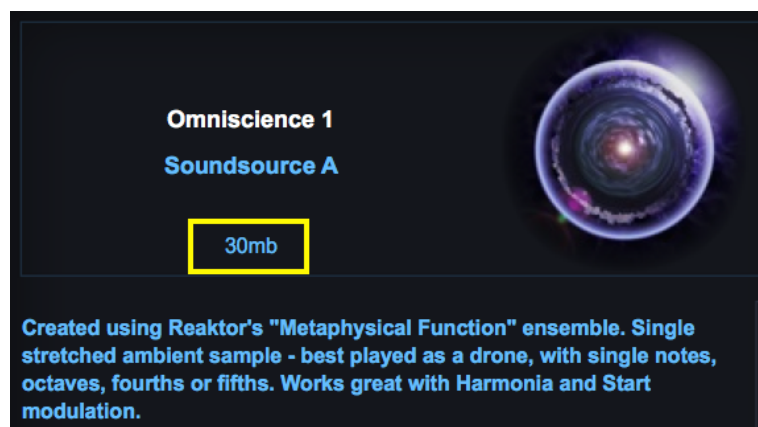 Omniscience 1
Soundsource A
30mb
Created using Reaktor's "Metaphysical Function" ensemble. Single
stretched ambient sample - best played as a drone, with single notes,
octaves, fourths or fifths. Works great with Harmonia and Start
modulation.